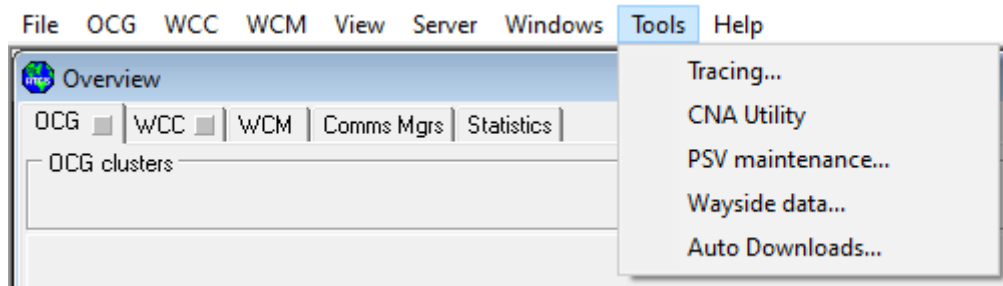 File OCG WCC WCM View Server Windows Tools Help
Overview
OCG WCC WCM Comms Mgrs Statistics
OCG clusters
Tracing...
CNA Utility
PSV maintenance...
Wayside data...
Auto Downloads...